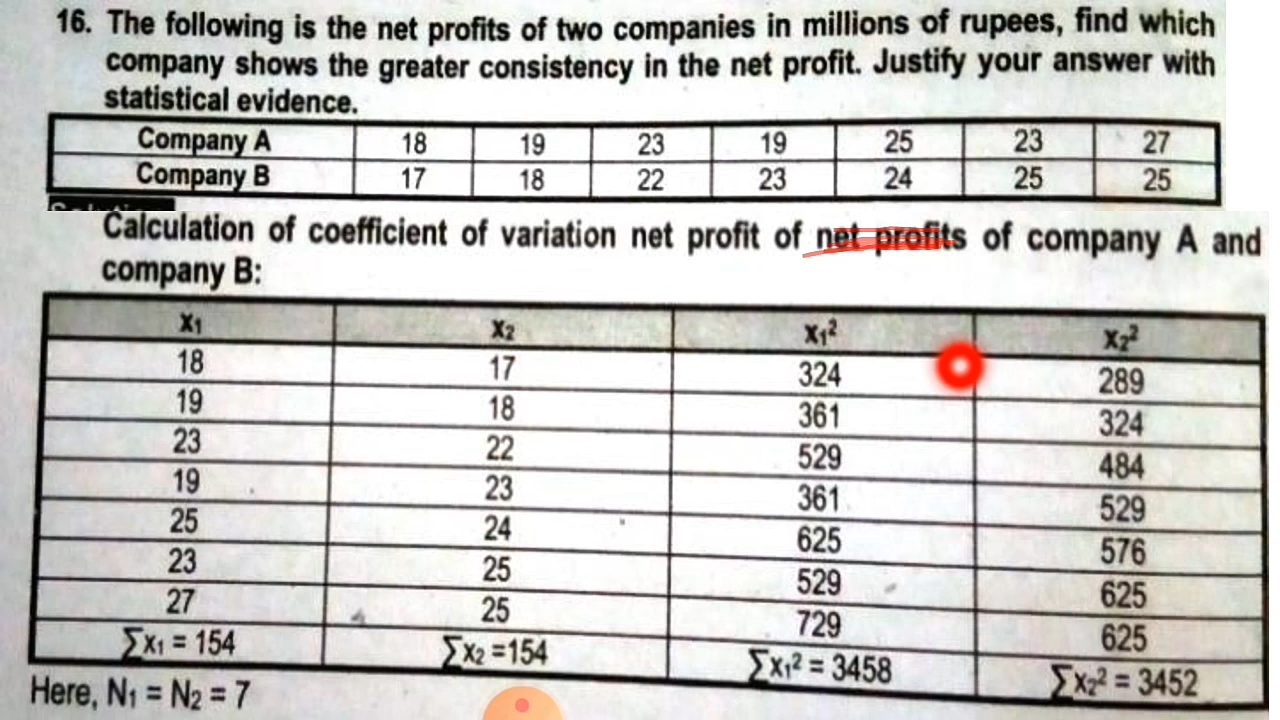 16. The following is the net profits of two companies in millions of rupees, find which
company shows the greater consistency in the net profit. Justify your answer with
statistical evidence.
Company A 18 19 23 19 25 23 27
Company B 17 18 22 23 24 25 25
Calculation of coefficient of variation net profit of net profits of company A and
company B:
X₁ X₂ X₁² X₂²
18 17 324 289
19 18 361 324
23 22 529 484
19 23 361 529
25 24 625 576
23 25 529 625
27 25 729 625
∑X₁ = 154 ∑X₂ =154 ∑X₁² = 3458 ∑X₂² = 3452
Here, N₁ = N₂ = 7